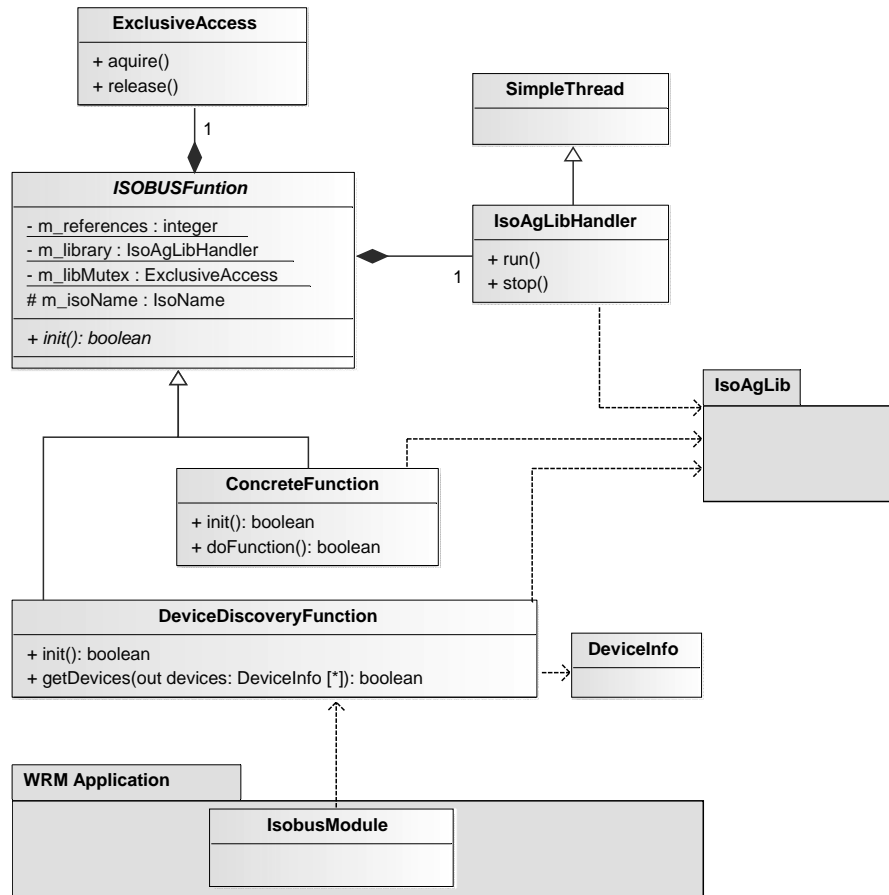 ExclusiveAccess
+ aquire()
+ release()
1
SimpleThread
ISOBUSFuntion
- m_references : integer
- m_library : IsoAgLibHandler
- m_libMutex : ExclusiveAccess
# m_isoName : IsoName
+ init(): boolean
1
IsoAgLibHandler
+ run()
+ stop()
IsoAgLib
ConcreteFunction
+ init(): boolean
+ doFunction(): boolean
DeviceDiscoveryFunction
+ init(): boolean
+ getDevices(out devices: DeviceInfo [*]): boolean
DeviceInfo
WRM Application
IsobusModule